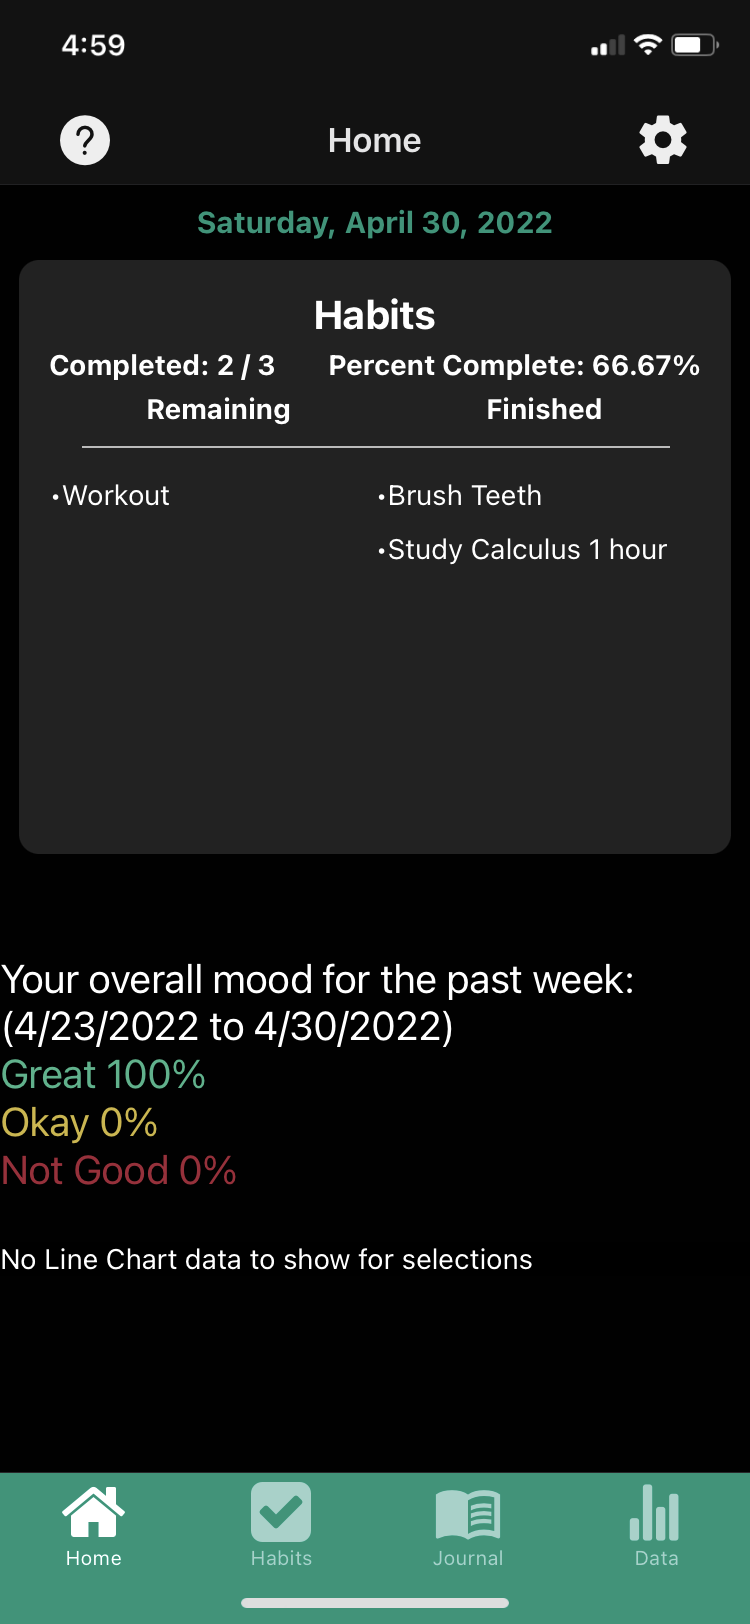 4:59
?
Home
Saturday, April 30, 2022
Habits
Completed: 2 / 3 Percent Complete: 66.67%
Remaining Finished
•Workout •Brush Teeth
•Study Calculus 1 hour
Your overall mood for the past week:
(4/23/2022 to 4/30/2022)
Great 100%
Okay 0%
Not Good 0%
No Line Chart data to show for selections
Home Habits Journal Data